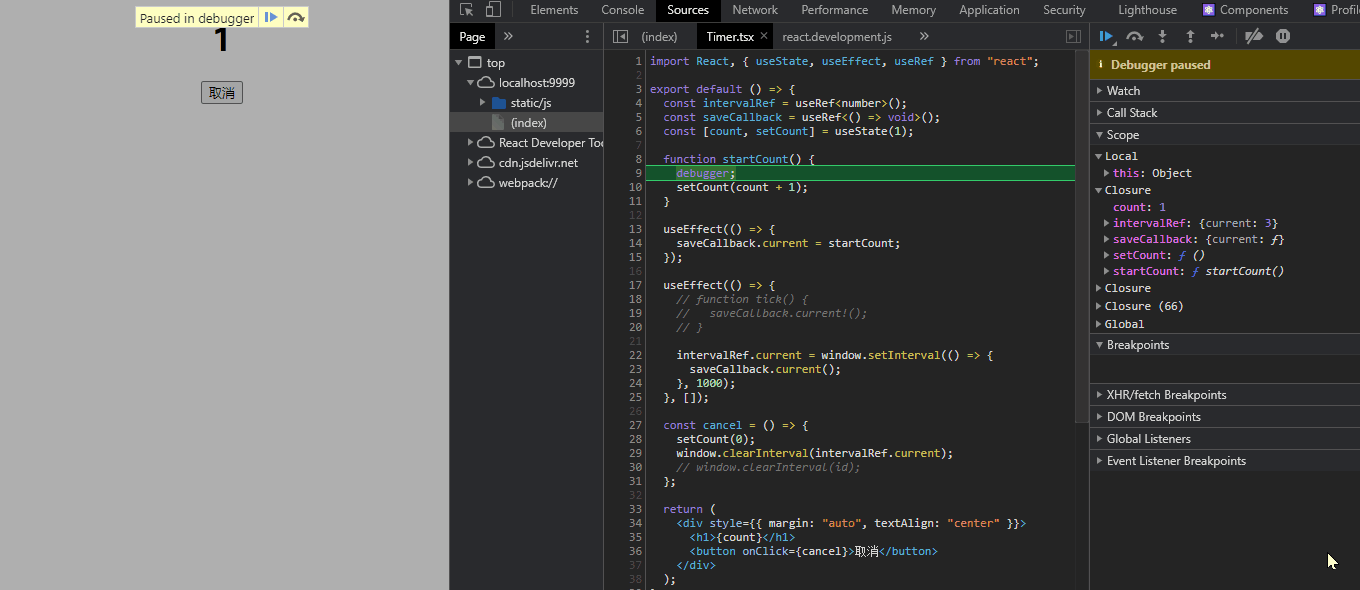 Paused in debugger
1
取消
Elements Console Sources Network Performance Memory Application Security Lighthouse Components Profil
Page » (index) Timer.tsx × react.development.js »
top
localhost:9999
static/js
(index)
React Developer Too
cdn.jsdelivr.net
webpack://
1 import React, { useState, useEffect, useRef } from "react";
2
3 export default () => {
4 const intervalRef = useRef<number>();
5 const saveCallback = useRef<() => void>();
6 const [count, setCount] = useState(1);
7
8 function startCount() {
9 debugger;
10 setCount(count + 1);
11 }
12
13 useEffect(() => {
14 saveCallback.current = startCount;
15 });
16
17 useEffect(() => {
18 // function tick() {
19 //   saveCallback.current!();
20 // }
21
22 intervalRef.current = window.setInterval(() => {
23 saveCallback.current();
24 }, 1000);
25 }, []);
26
27 const cancel = () => {
28 setCount(0);
29 window.clearInterval(intervalRef.current);
30 // window.clearInterval(id);
31 };
32
33 return (
34 <div style={{ margin: "auto", textAlign: "center" }}>
35 <h1>{count}</h1>
36 <button onClick={cancel}>取消</button>
37 </div>
38 );
Debugger paused
Watch
Call Stack
Scope
Local
this: Object
Closure
count: 1
intervalRef: {current: 3}
saveCallback: {current: ƒ}
setCount: ƒ ()
startCount: ƒ startCount()
Closure
Closure (66)
Global
Breakpoints
XHR/fetch Breakpoints
DOM Breakpoints
Global Listeners
Event Listener Breakpoints